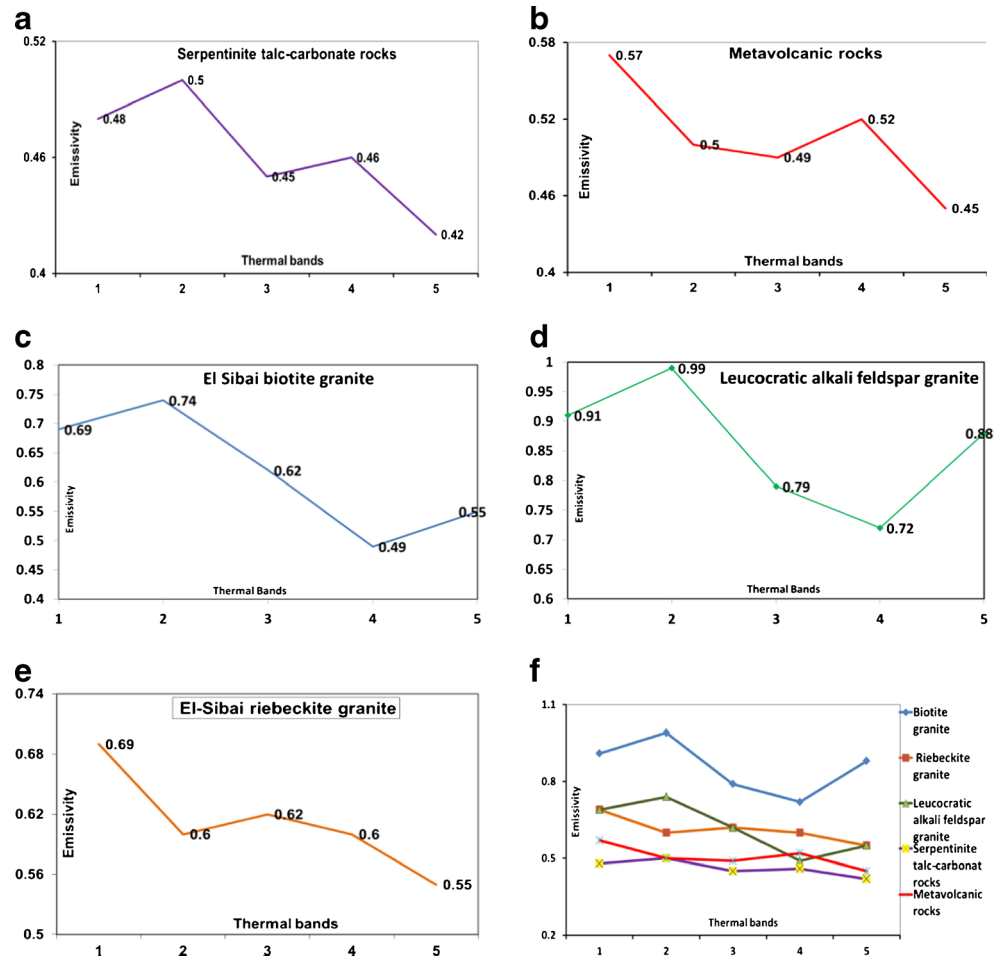 a
0.52
0.46
0.4
Emissivity
Serpentinite talc-carbonate rocks
0.48
0.5
0.45
0.46
0.42
Thermal bands
1 2 3 4 5
b
0.58
0.52
0.46
0.4
Emissivity
Metavolcanic rocks
0.57
0.5
0.49
0.52
0.45
Thermal bands
1 2 3 4 5
c
0.8
0.75
0.7
0.65
0.6
0.55
0.5
0.45
0.4
Emissivity
El Sibai biotite granite
0.69
0.74
0.62
0.49
0.55
Thermal Bands
1 2 3 4 5
d
1
0.95
0.9
0.85
0.8
0.75
0.7
0.65
0.6
Emissivity
Leucocratic alkali feldspar granite
0.91
0.99
0.79
0.72
0.88
Thermal Bands
1 2 3 4 5
e
0.74
0.68
0.62
0.56
0.5
Emissivity
El-Sibai riebeckite granite
0.69
0.6
0.62
0.6
0.55
Thermal bands
1 2 3 4 5
f
1.1
0.8
0.5
0.2
Emissivity
Thermal bands
1 2 3 4 5
Biotite
granite
Riebeckite
granite
Leucocratic
alkali feldspar
granite
Serpentinite
talc-carbonat
rocks
Metavolcanic
rocks